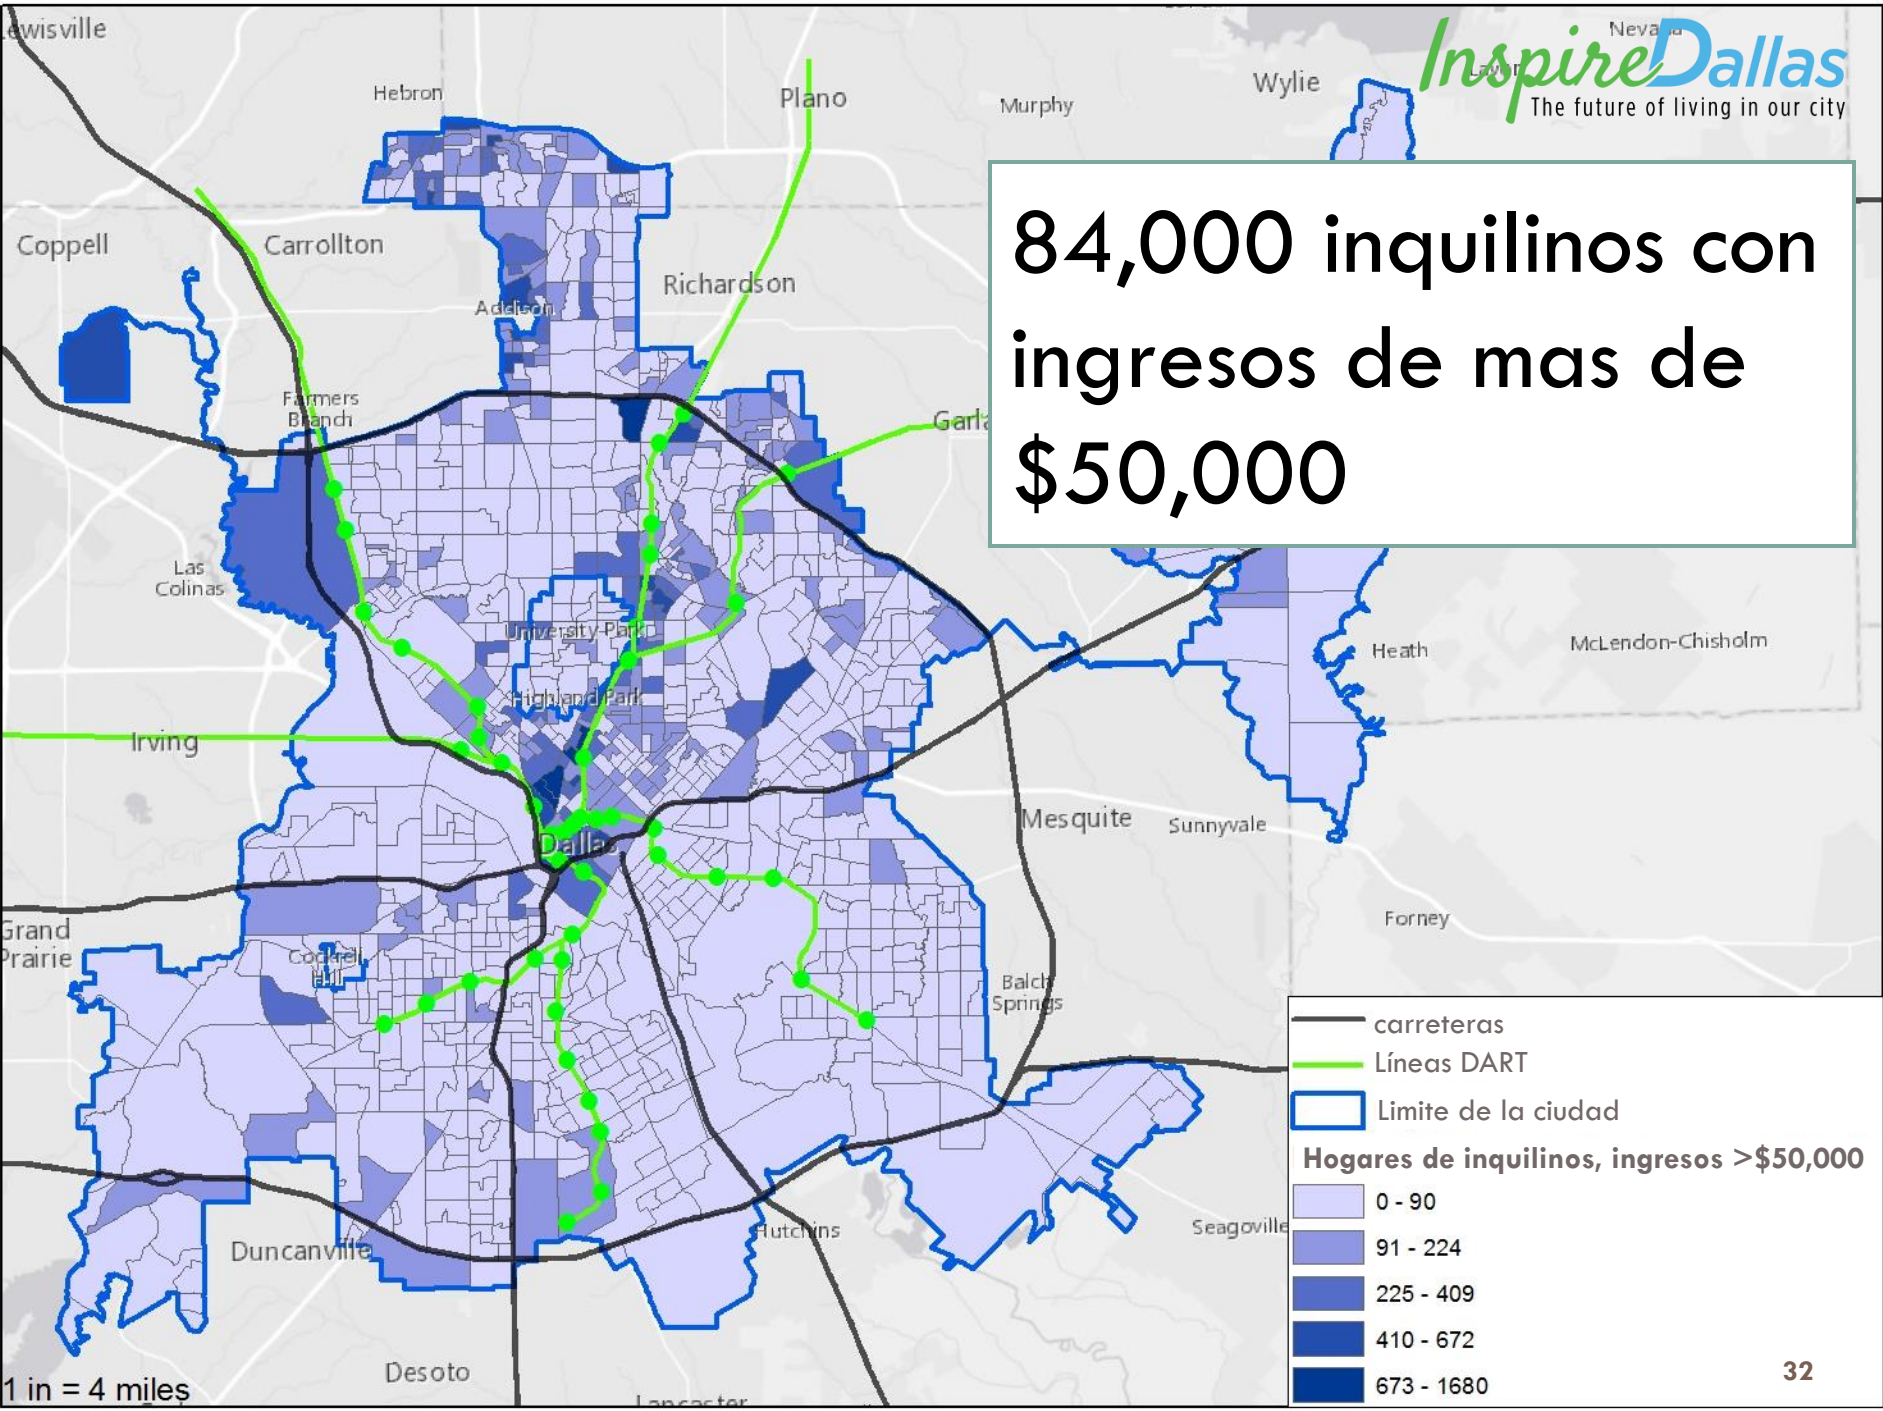 Lewisville
Nevada
InspireDallas
The future of living in our city
Hebron
Plano
Murphy
Wylie
84,000 inquilinos con
ingresos de mas de
$50,000
Coppell
Carrollton
Richardson
Addison
Farmers
Branch
Las
Colinas
University Park
Highland Park
Heath
McLendon-Chisholm
Irving
Mesquite
Sunnyvale
Dallas
Grand
Prairie
Cockrell
Hill
Forney
Balch
Springs
Duncanville
Hutchins
Seagoville
Desoto
Lancaster
1 in = 4 miles
carreteras
Líneas DART
Limite de la ciudad
Hogares de inquilinos, ingresos >$50,000
0 - 90
91 - 224
225 - 409
410 - 672
673 - 1680
32